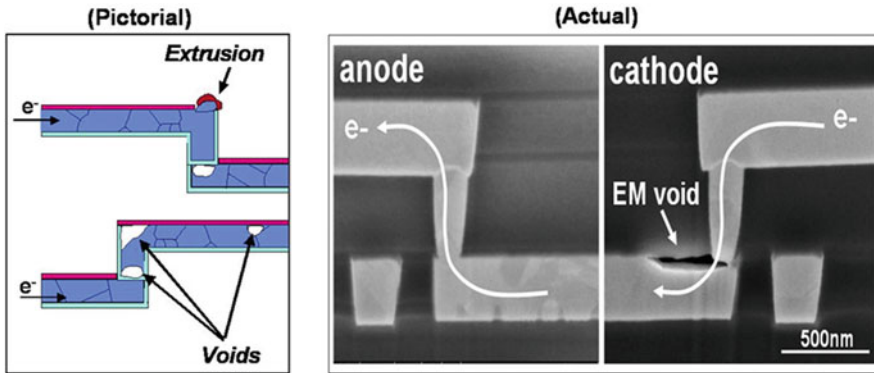 (Pictorial)
Extrusion
e-
e-
Voids
(Actual)
anode
cathode
e-
e-
EM void
500nm